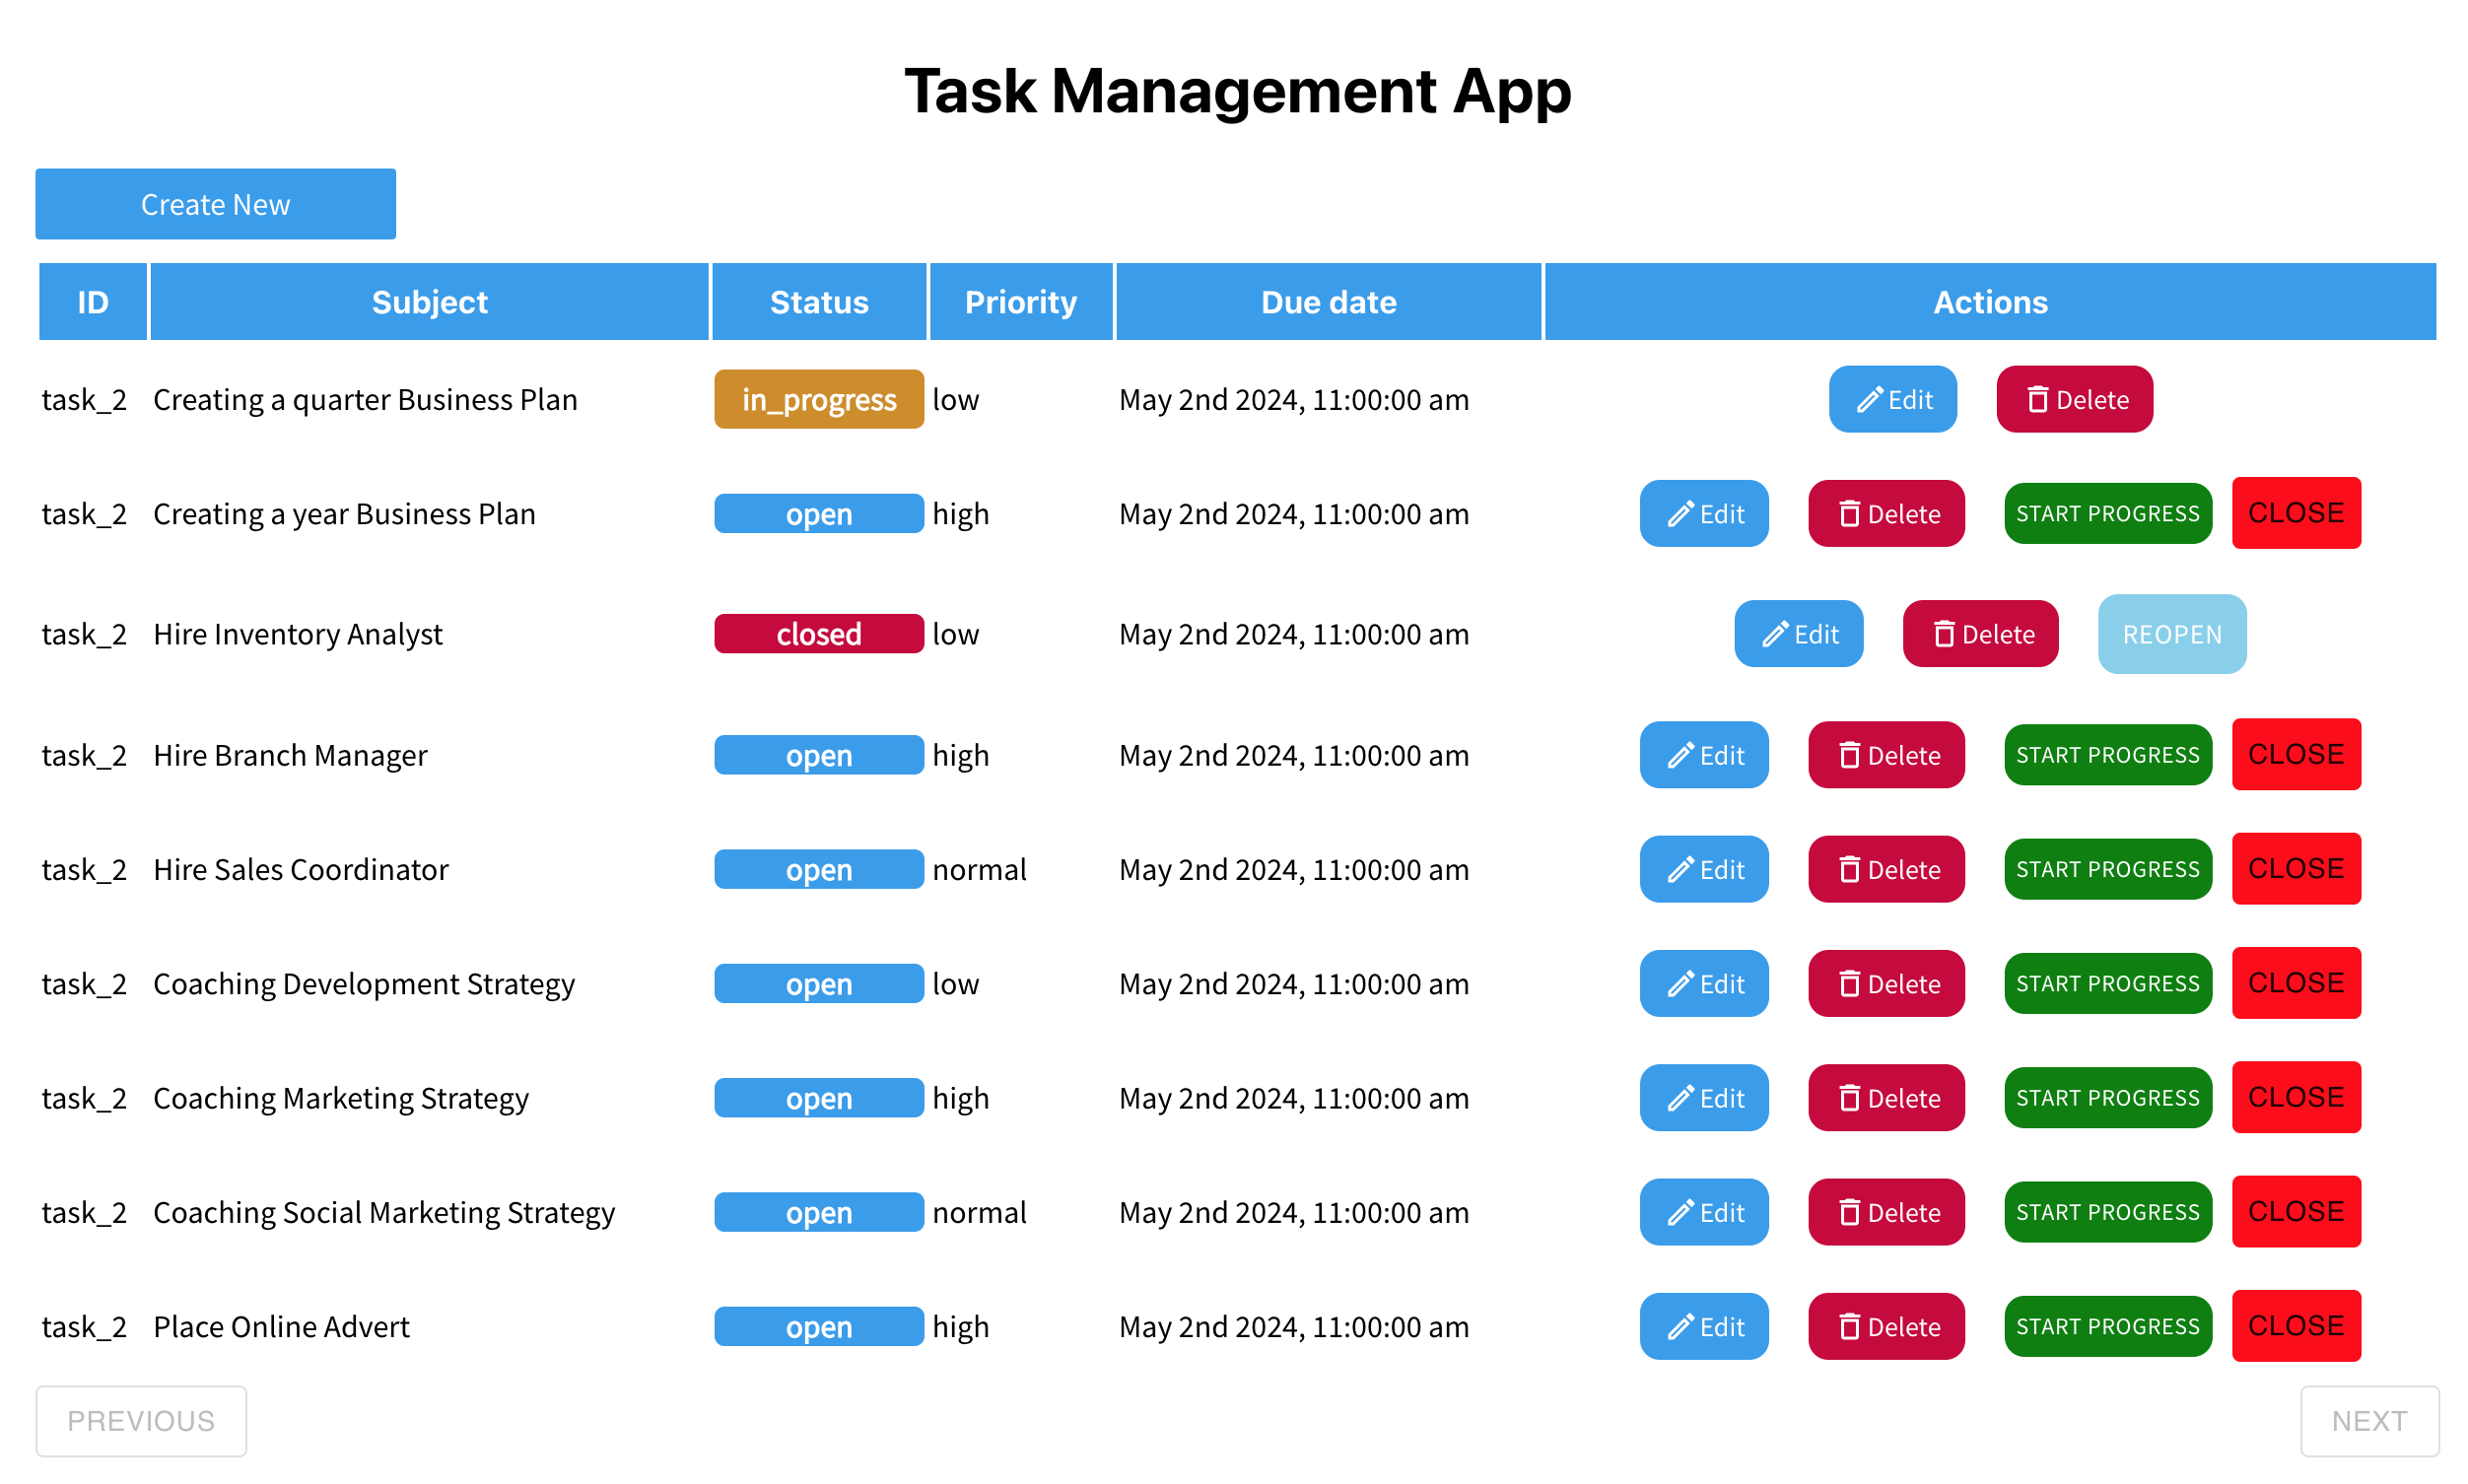 Task Management App
Create New
ID Subject Status Priority Due date Actions
task_2 Creating a quarter Business Plan in_progress low May 2nd 2024, 11:00:00 am Edit Delete
task_2 Creating a year Business Plan open high May 2nd 2024, 11:00:00 am Edit Delete START PROGRESS CLOSE
task_2 Hire Inventory Analyst closed low May 2nd 2024, 11:00:00 am Edit Delete REOPEN
task_2 Hire Branch Manager open high May 2nd 2024, 11:00:00 am Edit Delete START PROGRESS CLOSE
task_2 Hire Sales Coordinator open normal May 2nd 2024, 11:00:00 am Edit Delete START PROGRESS CLOSE
task_2 Coaching Development Strategy open low May 2nd 2024, 11:00:00 am Edit Delete START PROGRESS CLOSE
task_2 Coaching Marketing Strategy open high May 2nd 2024, 11:00:00 am Edit Delete START PROGRESS CLOSE
task_2 Coaching Social Marketing Strategy open normal May 2nd 2024, 11:00:00 am Edit Delete START PROGRESS CLOSE
task_2 Place Online Advert open high May 2nd 2024, 11:00:00 am Edit Delete START PROGRESS CLOSE
PREVIOUS NEXT